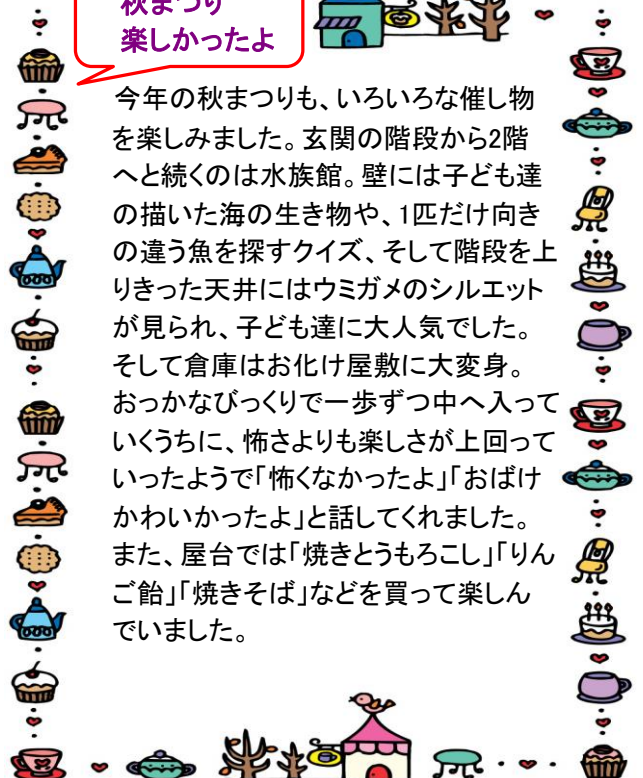 秋まつり
楽しかったよ
今年の秋まつりも、いろいろな催し物
を楽しみました。玄関の階段から2階
へと続くのは水族館。壁には子ども達
の描いた海の生き物や、1匹だけ向き
の違う魚を探すクイズ、そして階段を上
りきった天井にはウミガメのシルエット
が見られ、子ども達に大人気でした。
そして倉庫はお化け屋敷に大変身。
おっかなびっくりで一歩ずつ中へ入って
いくうちに、怖さよりも楽しさが上回って
いったようで「怖くなかったよ」「おばけ
かわいかったよ」と話してくれました。
また、屋台では「焼きとうもろこし」「りん
ご飴」「焼きそば」などを買って楽しん
でいました。